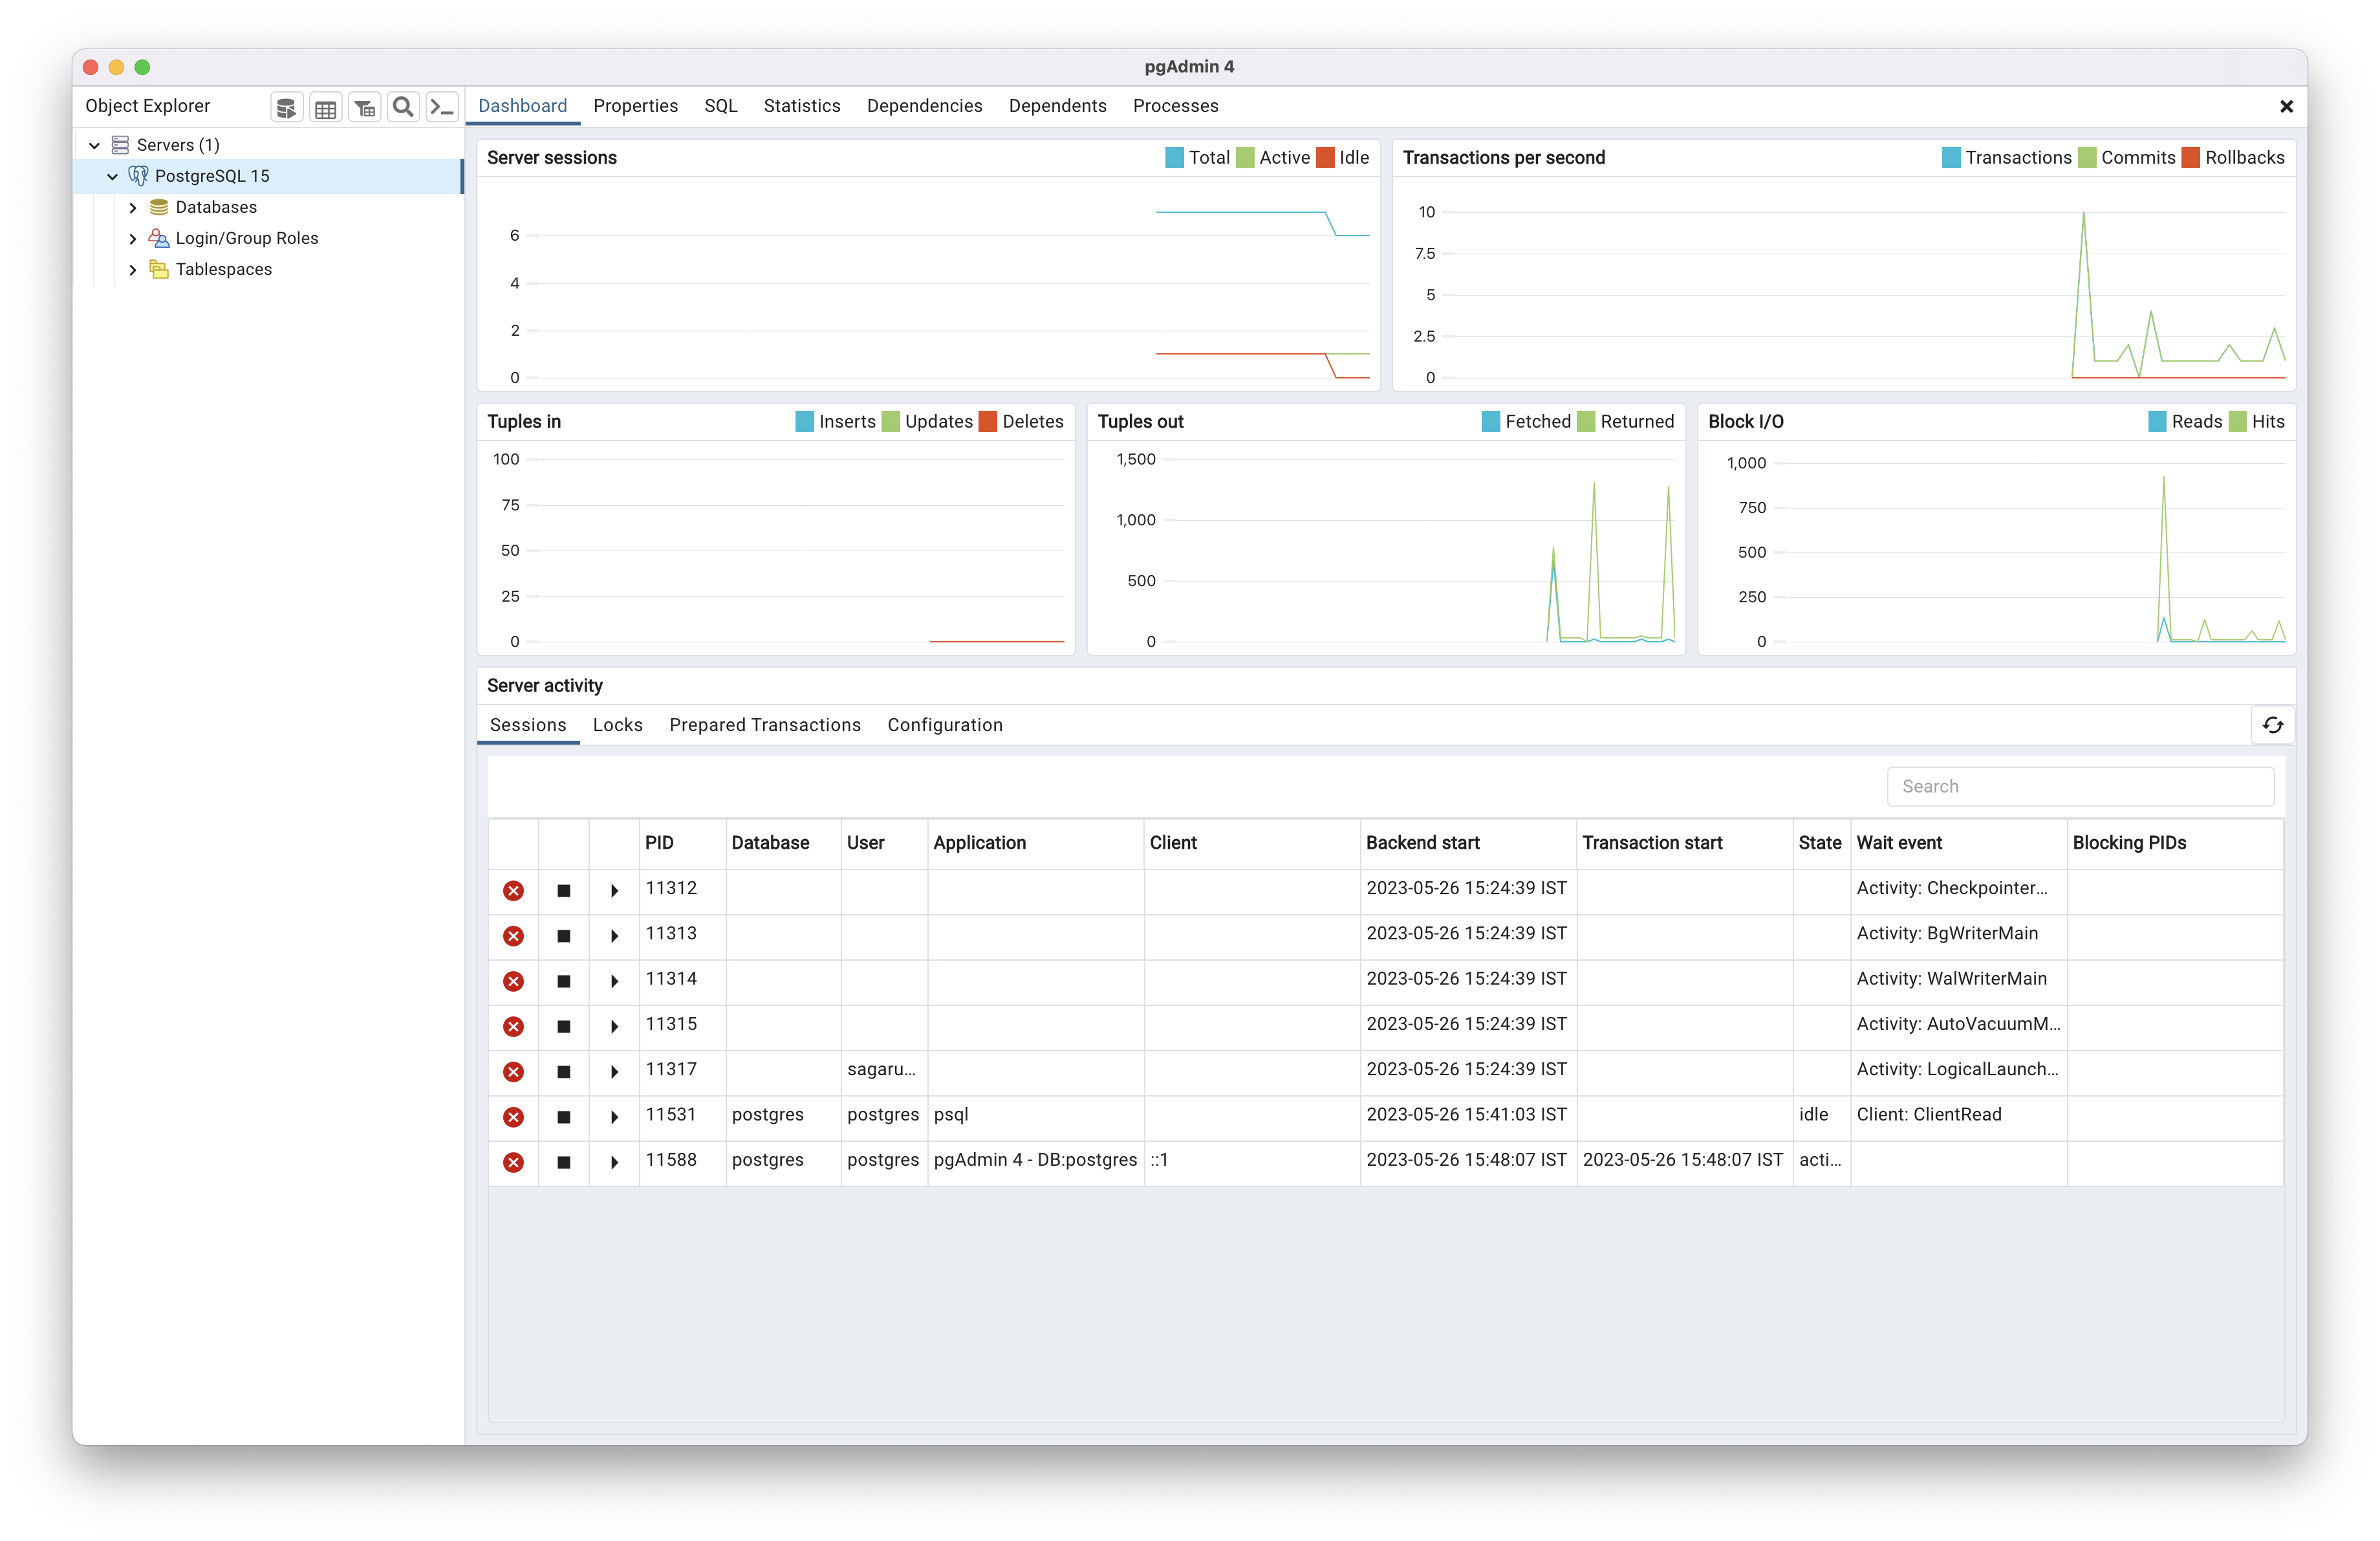 pgAdmin 4
Object Explorer
Dashboard Properties SQL Statistics Dependencies Dependents Processes
Servers (1)
PostgreSQL 15
Databases
Login/Group Roles
Tablespaces
Server sessions Total Active Idle
6
4
2
0
Transactions per second Transactions Commits Rollbacks
10
7.5
5
2.5
0
Tuples in Inserts Updates Deletes
100
75
50
25
0
Tuples out Fetched Returned
1,500
1,000
500
0
Block I/O Reads Hits
1,000
750
500
250
0
Server activity
Sessions Locks Prepared Transactions Configuration
Search
PID Database User Application Client Backend start Transaction start State Wait event Blocking PIDs
11312 2023-05-26 15:24:39 IST Activity: Checkpointer...
11313 2023-05-26 15:24:39 IST Activity: BgWriterMain
11314 2023-05-26 15:24:39 IST Activity: WalWriterMain
11315 2023-05-26 15:24:39 IST Activity: AutoVacuumM...
11317 sagaru... 2023-05-26 15:24:39 IST Activity: LogicalLaunch...
11531 postgres postgres psql 2023-05-26 15:41:03 IST idle Client: ClientRead
11588 postgres postgres pgAdmin 4 - DB:postgres ::1 2023-05-26 15:48:07 IST 2023-05-26 15:48:07 IST acti...